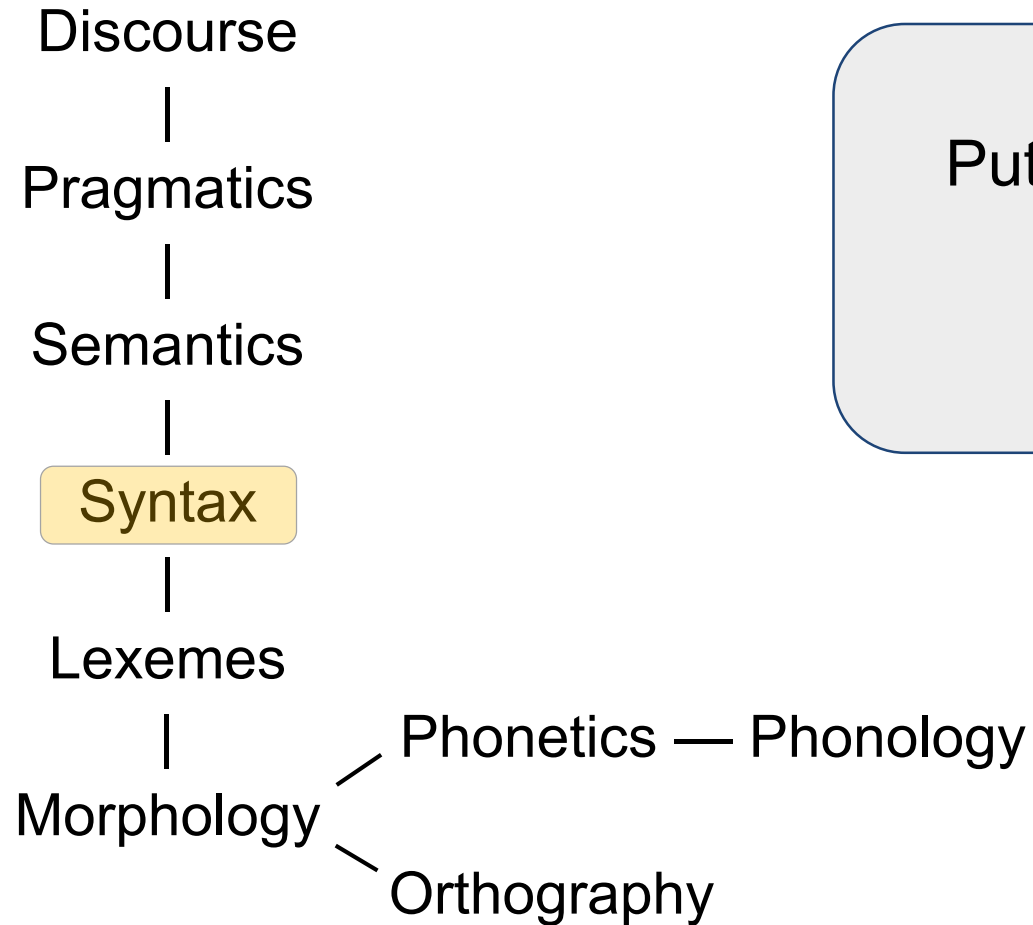 Discourse
Pragmatics
Semantics
Syntax
Lexemes
Morphology
Phonetics — Phonology
Orthography